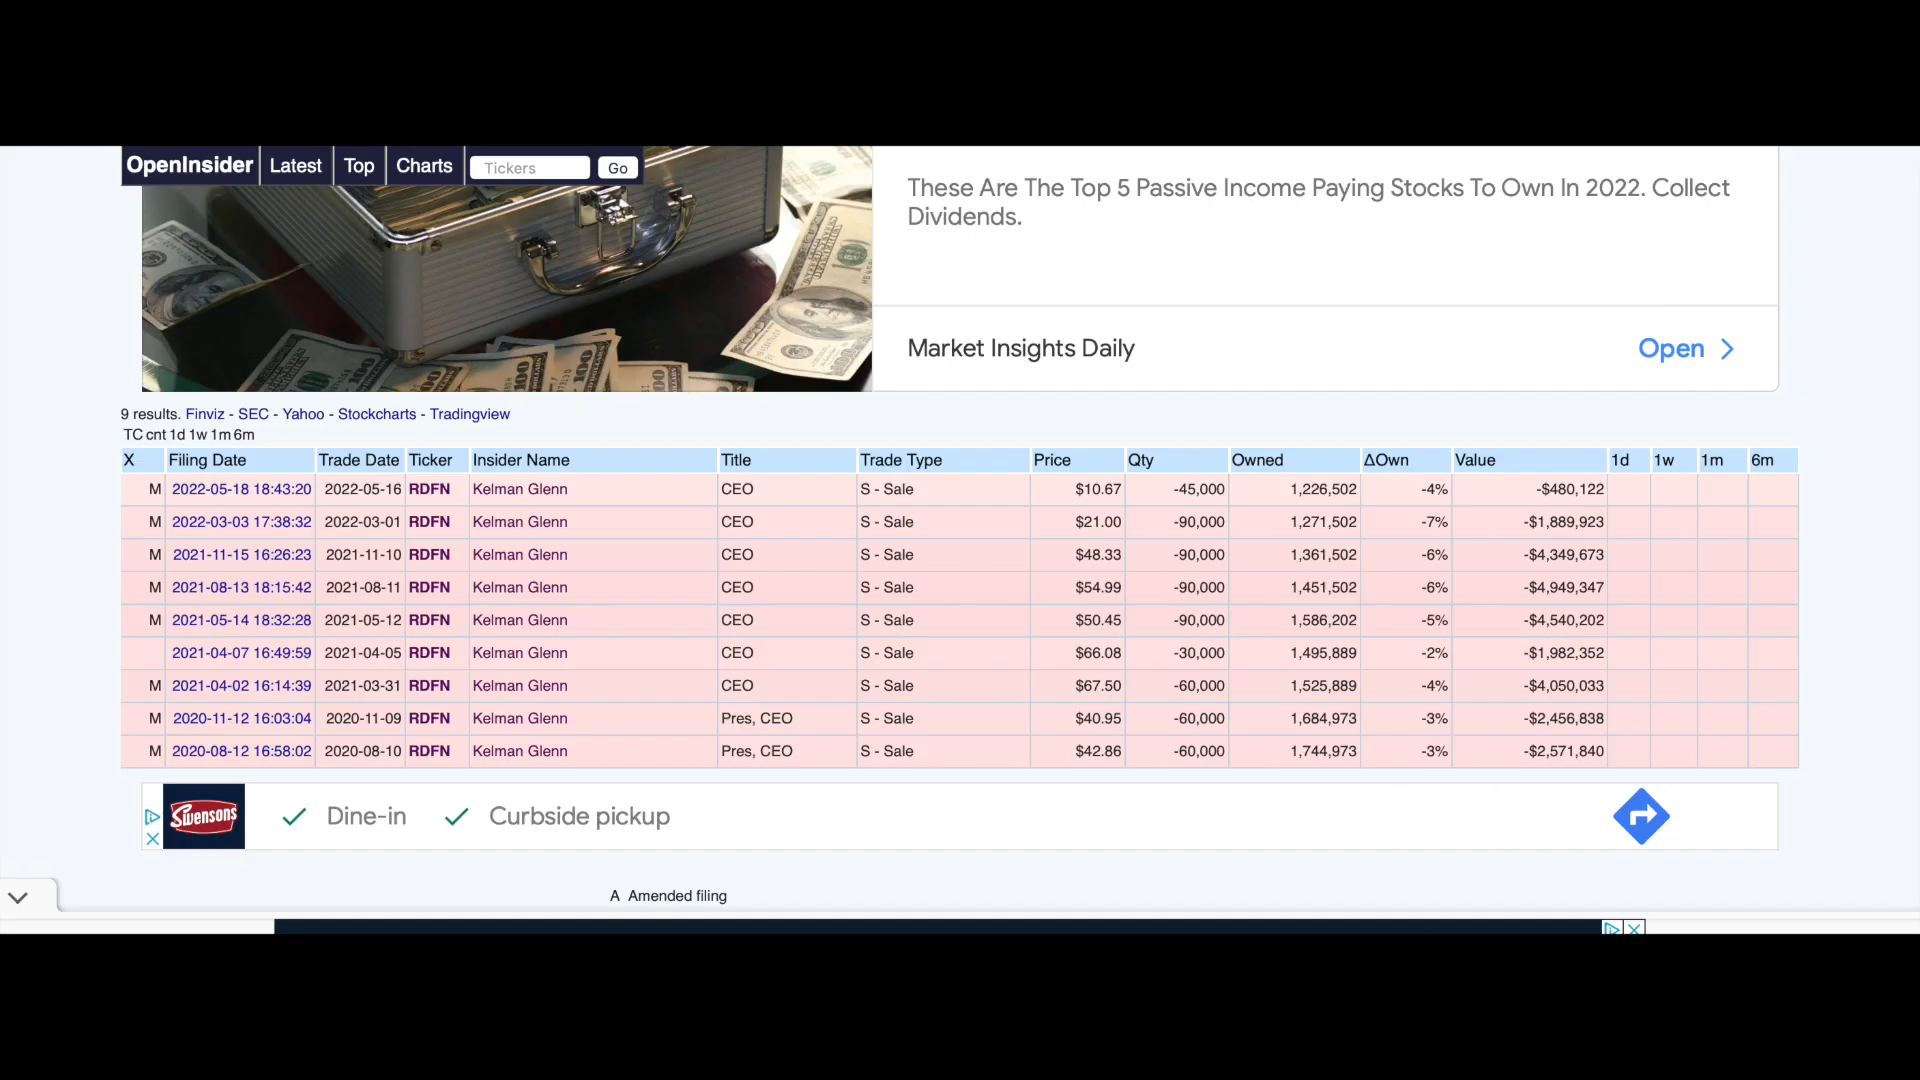 OpenInsider Latest Top Charts Tickers Go
These Are The Top 5 Passive Income Paying Stocks To Own In 2022. Collect
Dividends.
Market Insights Daily Open
9 results. Finviz - SEC - Yahoo - Stockcharts - Tradingview
TC cnt 1d 1w 1m 6m
X Filing Date Trade Date Ticker Insider Name Title Trade Type Price Qty Owned ΔOwn Value 1d 1w 1m 6m
M 2022-05-18 18:43:20 2022-05-16 RDFN Kelman Glenn CEO S - Sale $10.67 -45,000 1,226,502 -4% -$480,122
M 2022-03-03 17:38:32 2022-03-01 RDFN Kelman Glenn CEO S - Sale $21.00 -90,000 1,271,502 -7% -$1,889,923
M 2021-11-15 16:26:23 2021-11-10 RDFN Kelman Glenn CEO S - Sale $48.33 -90,000 1,361,502 -6% -$4,349,673
M 2021-08-13 18:15:42 2021-08-11 RDFN Kelman Glenn CEO S - Sale $54.99 -90,000 1,451,502 -6% -$4,949,347
M 2021-05-14 18:32:28 2021-05-12 RDFN Kelman Glenn CEO S - Sale $50.45 -90,000 1,586,202 -5% -$4,540,202
2021-04-07 16:49:59 2021-04-05 RDFN Kelman Glenn CEO S - Sale $66.08 -30,000 1,495,889 -2% -$1,982,352
M 2021-04-02 16:14:39 2021-03-31 RDFN Kelman Glenn CEO S - Sale $67.50 -60,000 1,525,889 -4% -$4,050,033
M 2020-11-12 16:03:04 2020-11-09 RDFN Kelman Glenn Pres, CEO S - Sale $40.95 -60,000 1,684,973 -3% -$2,456,838
M 2020-08-12 16:58:02 2020-08-10 RDFN Kelman Glenn Pres, CEO S - Sale $42.86 -60,000 1,744,973 -3% -$2,571,840
Swensons Dine-in Curbside pickup
A Amended filing